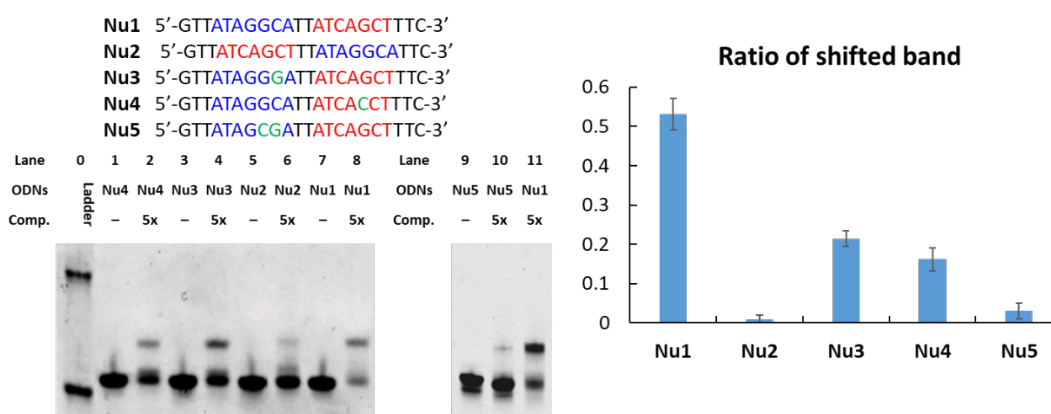 Nu1 5’-GTTATAGGCATTATCAGCTTTC-3’
Nu2 5’-GTTATCAGCTTTATAGGCATTC-3’
Nu3 5’-GTTATAGGGATTATCAGCTTTC-3’
Nu4 5’-GTTATAGGCATTATCACCTTTC-3’
Nu5 5’-GTTATAGCGATTATCAGCTTTC-3’
Lane 0 1 2 3 4 5 6 7 8
ODNs Ladder Nu4 Nu4 Nu3 Nu3 Nu2 Nu2 Nu1 Nu1
Comp. – 5x – 5x – 5x – 5x
Lane 9 10 11
ODNs Nu5 Nu5 Nu1
Comp. – 5x 5x
Ratio of shifted band
0.6
0.5
0.4
0.3
0.2
0.1
0
Nu1 Nu2 Nu3 Nu4 Nu5